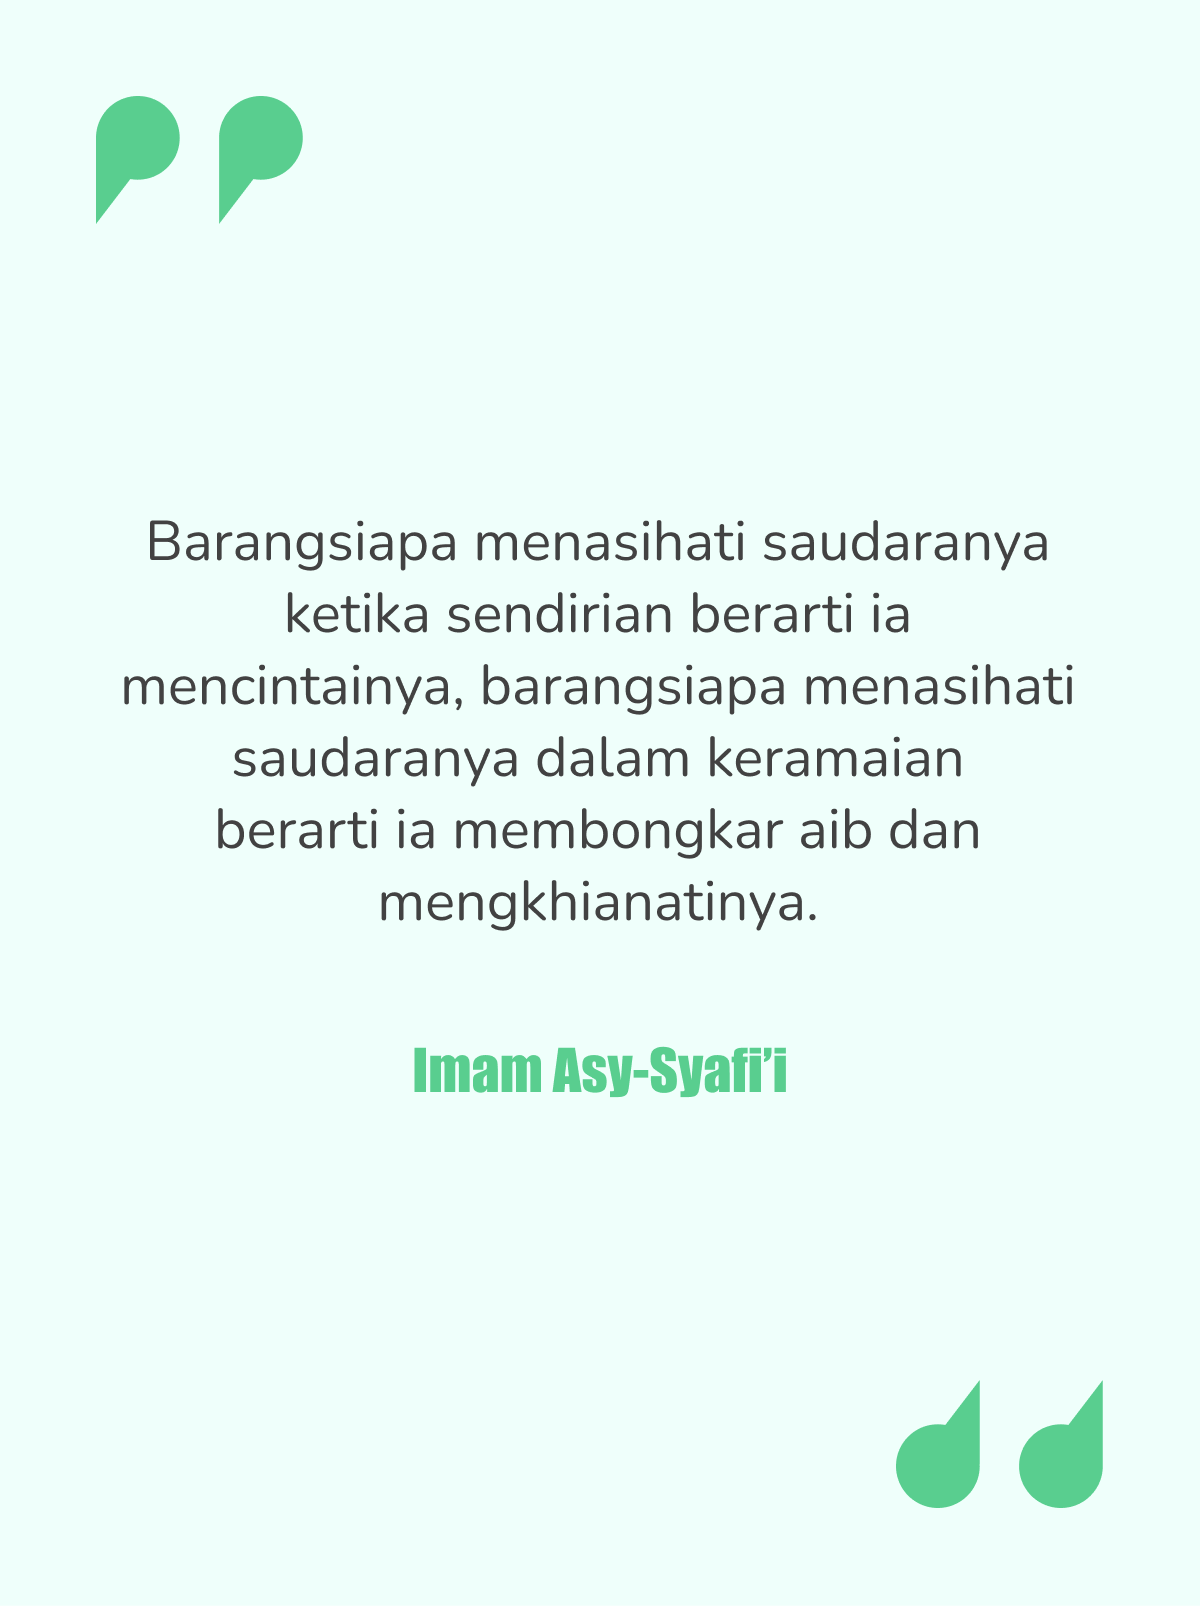 Barangsiapa menasihati saudaranya
ketika sendirian berarti ia
mencintainya, barangsiapa menasihati
saudaranya dalam keramaian
berarti ia membongkar aib dan
mengkhianatinya.
Imam Asy-Syafi’i